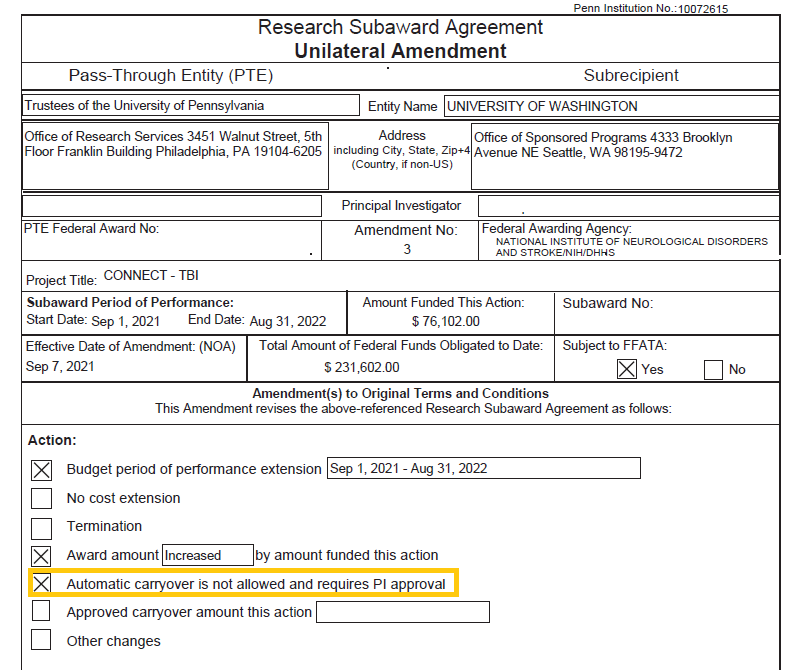 Penn Institution No.:10072615
Research Subaward Agreement
Unilateral Amendment
Pass-Through Entity (PTE) Subrecipient
Trustees of the University of Pennsylvania Entity Name UNIVERSITY OF WASHINGTON
Office of Research Services 3451 Walnut Street, 5th
Floor Franklin Building Philadelphia, PA 19104-6205
Address
including City, State, Zip+4
(Country, if non-US)
Office of Sponsored Programs 4333 Brooklyn
Avenue NE Seattle, WA 98195-9472
Principal Investigator
PTE Federal Award No:
Amendment No:
3
Federal Awarding Agency:
NATIONAL INSTITUTE OF NEUROLOGICAL DISORDERS
AND STROKE/NIH/DHHS
Project Title: CONNECT - TBI
Subaward Period of Performance:
Start Date: Sep 1, 2021 End Date: Aug 31, 2022
Amount Funded This Action:
$ 76,102.00
Subaward No:
Effective Date of Amendment: (NOA)
Sep 7, 2021
Total Amount of Federal Funds Obligated to Date:
$ 231,602.00
Subject to FFATA:
Yes No
Amendment(s) to Original Terms and Conditions
This Amendment revises the above-referenced Research Subaward Agreement as follows:
Action:
Budget period of performance extension Sep 1, 2021 - Aug 31, 2022
No cost extension
Termination
Award amount Increased by amount funded this action
Automatic carryover is not allowed and requires PI approval
Approved carryover amount this action
Other changes